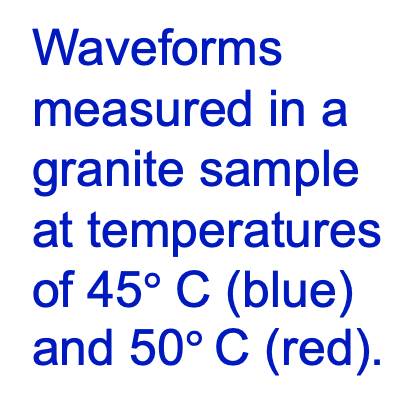 Waveforms
measured in a
granite sample
at temperatures
of 45° C (blue)
and 50° C (red).